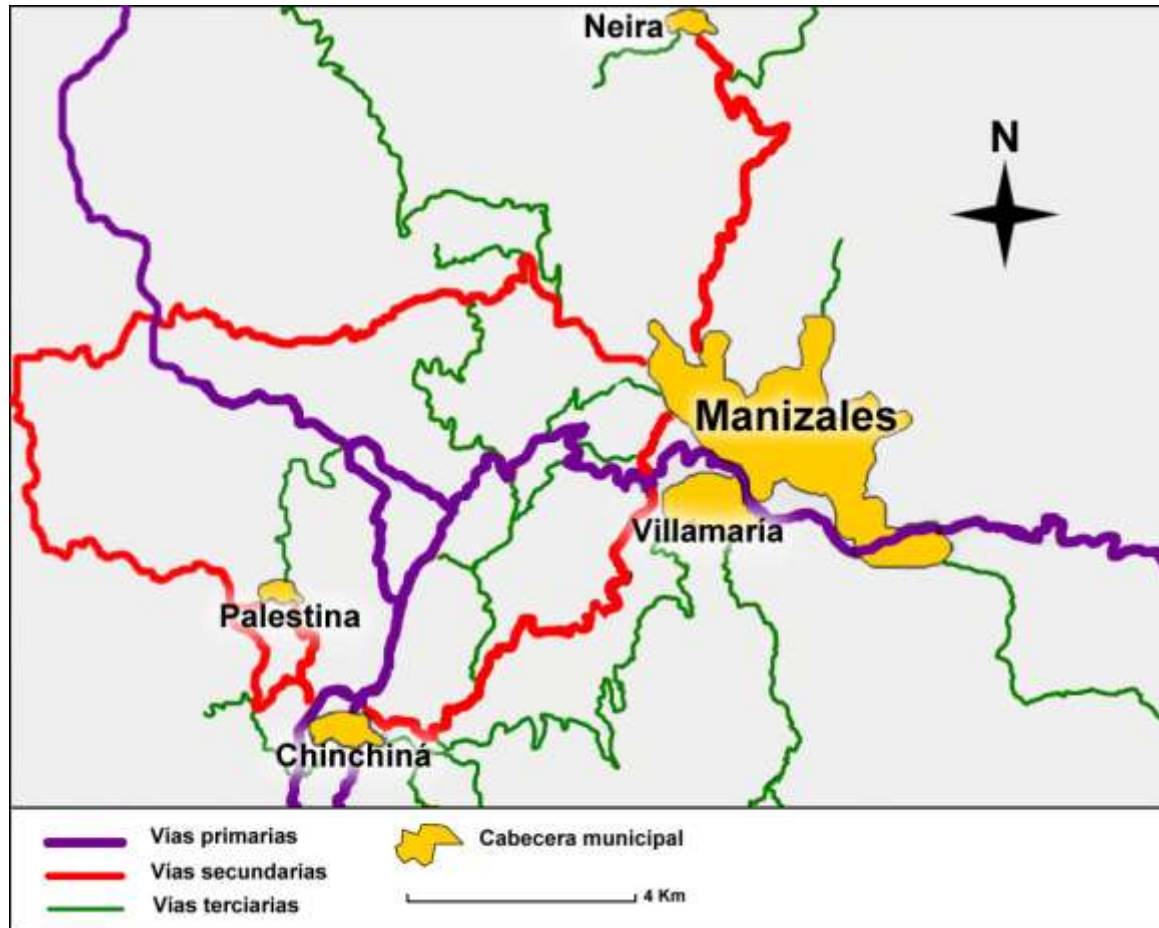 Neira
N
Manizales
Villamaría
Palestina
Chinchiná
Vias primarias
Cabecera municipal
Vias secundarias
4 Km
Vias terciarias